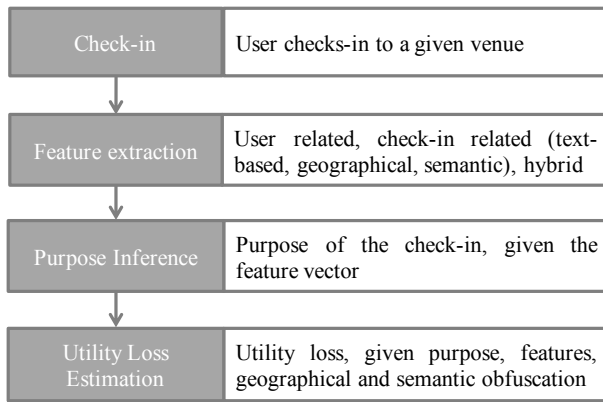 Check-in
User checks-in to a given venue
Feature extraction
User related, check-in related (text-
based, geographical, semantic), hybrid
Purpose Inference
Purpose of the check-in, given the
feature vector
Utility Loss
Estimation
Utility loss, given purpose, features,
geographical and semantic obfuscation